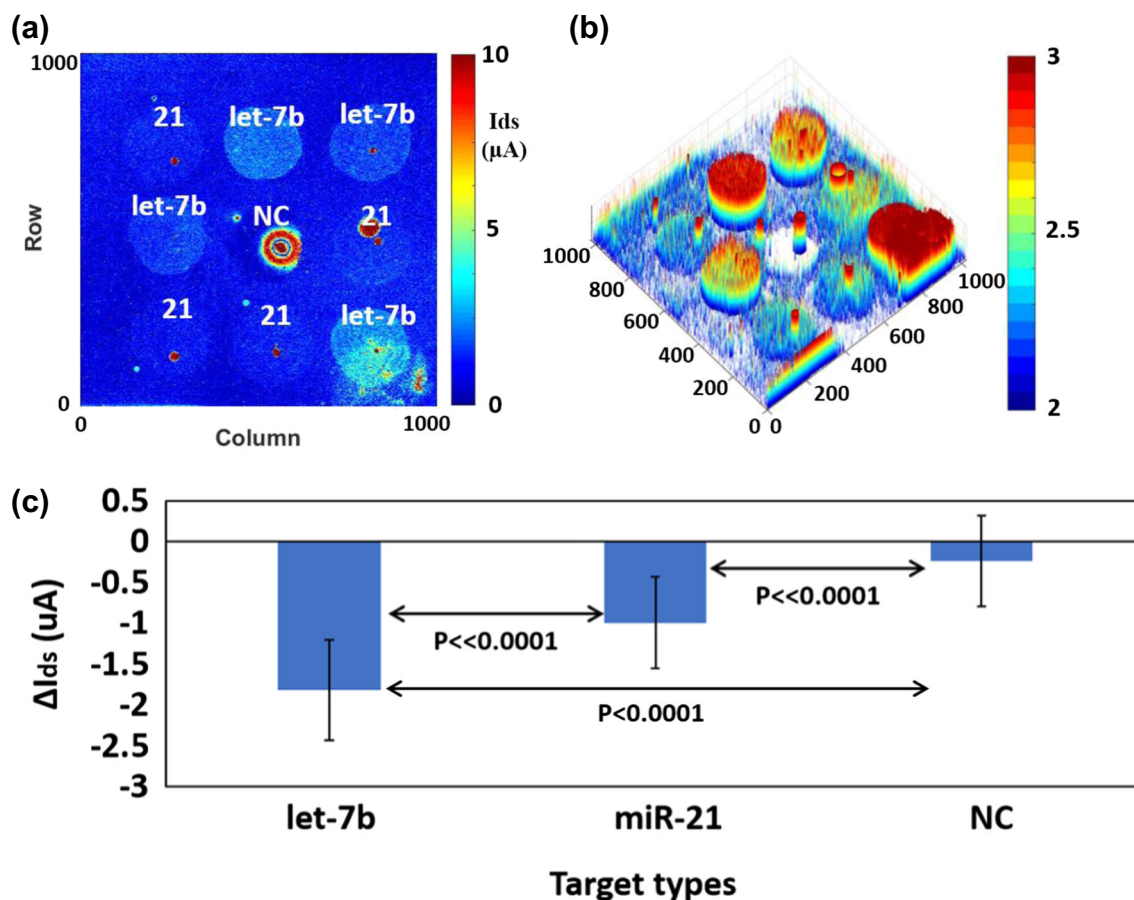 (a)
1000
21
let-7b
let-7b
let-7b
NC
21
21
21
let-7b
Row
0
0
1000
Column
10
Ids
(μA)
5
0
(b)
1000
800
600
400
200
0
0
200
400
600
800
1000
3
2.5
2
(c)
0.5
0
-0.5
-1
-1.5
-2
-2.5
-3
ΔIds (uA)
P<<0.0001
P<<0.0001
P<0.0001
let-7b
miR-21
NC
Target types